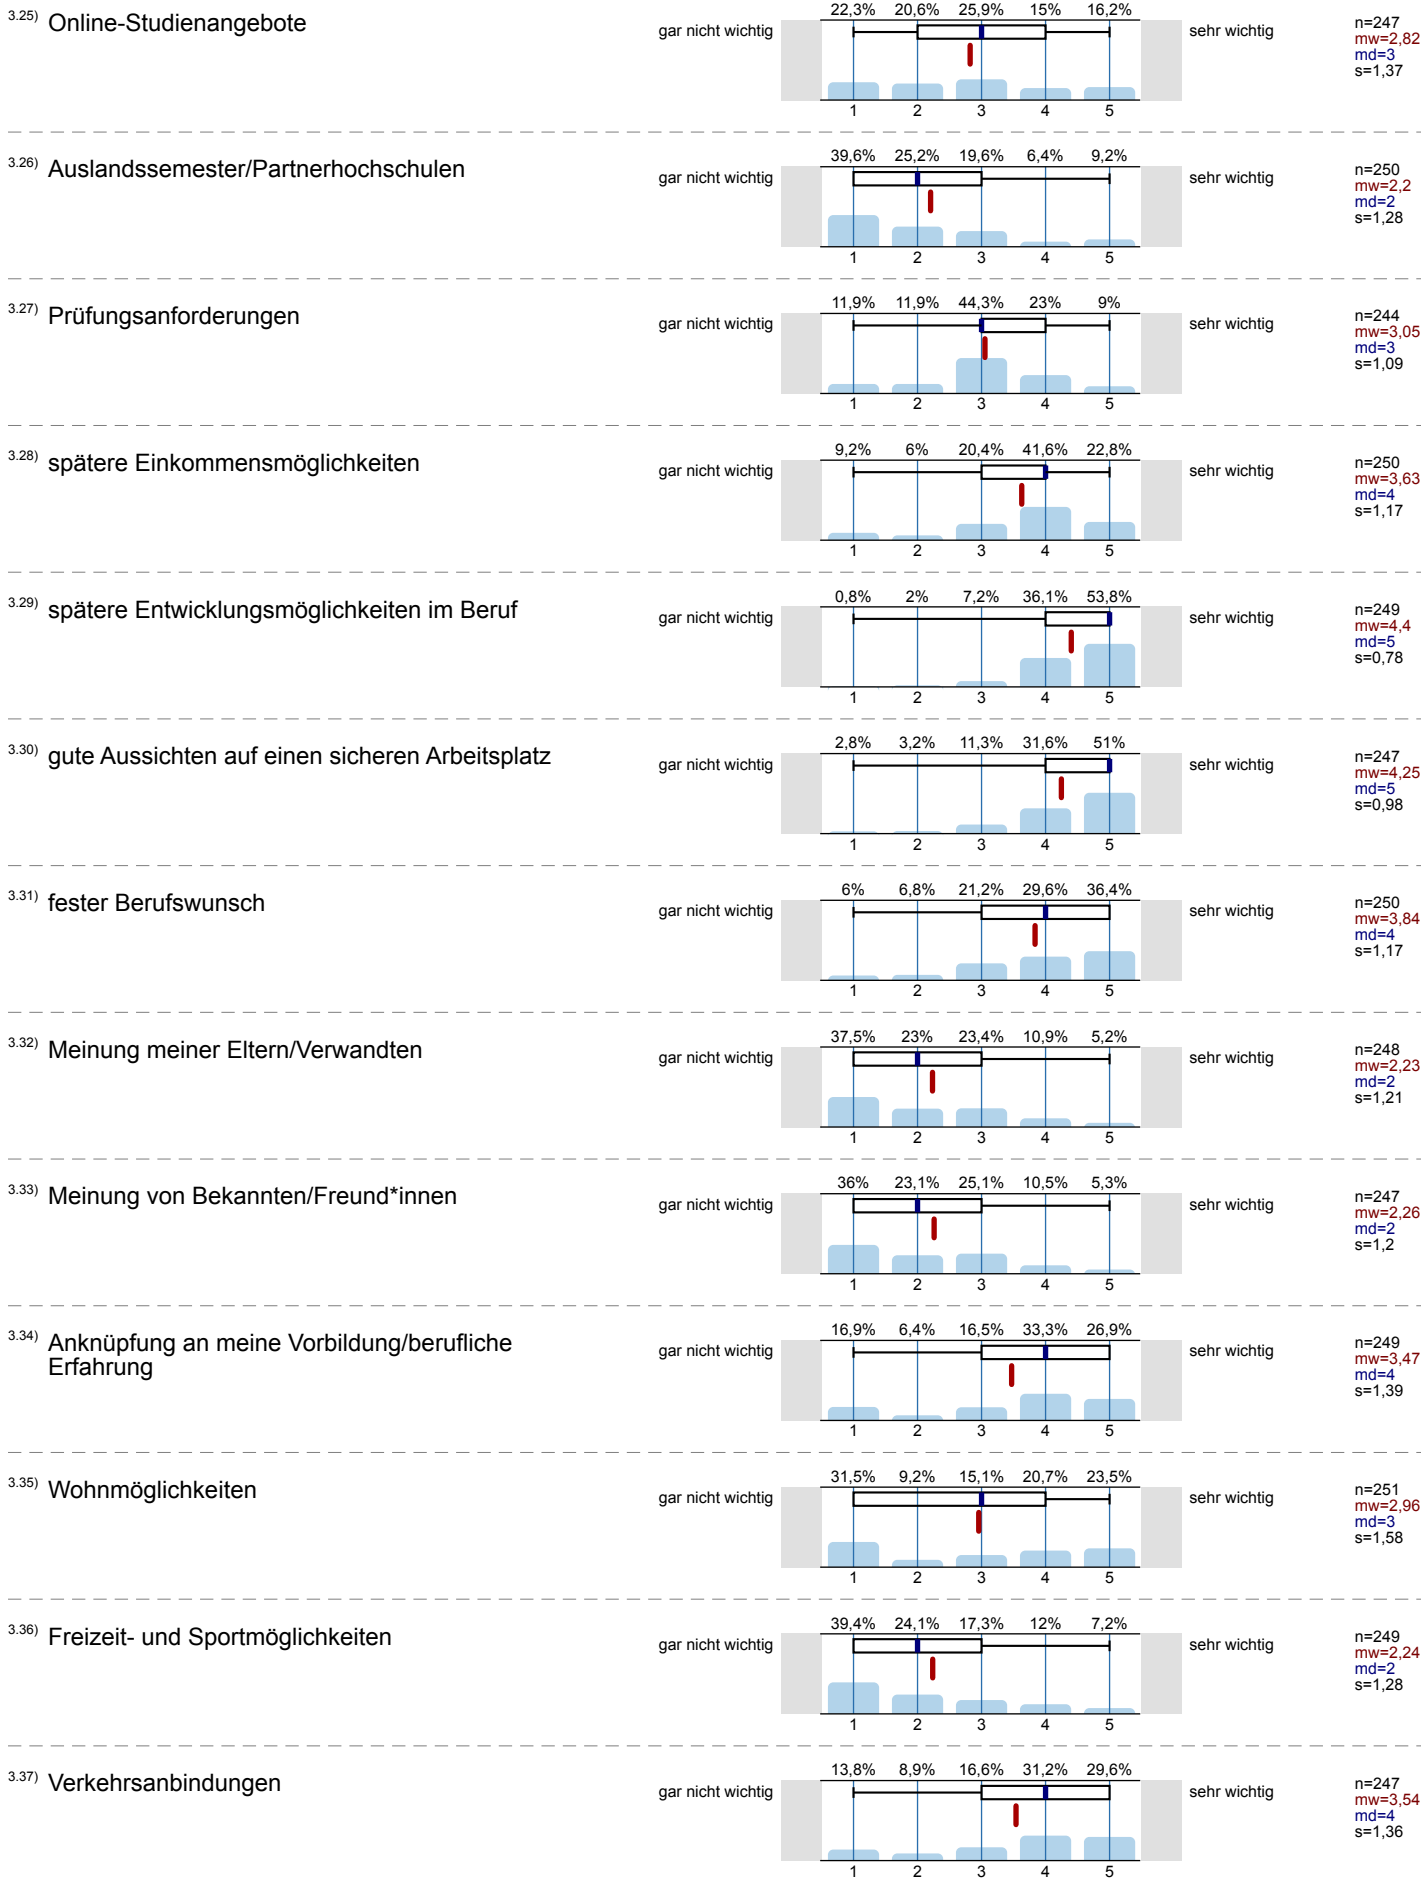 3.25) Online-Studienangebote
22,3% 20,6% 25,9% 15% 16,2%
gar nicht wichtig sehr wichtig
n=247
mw=2,82
md=3
s=1,37
1 2 3 4 5
3.26) Auslandssemester/Partnerhochschulen
39,6% 25,2% 19,6% 6,4% 9,2%
gar nicht wichtig sehr wichtig
n=250
mw=2,2
md=2
s=1,28
1 2 3 4 5
3.27) Prüfungsanforderungen
11,9% 11,9% 44,3% 23% 9%
gar nicht wichtig sehr wichtig
n=244
mw=3,05
md=3
s=1,09
1 2 3 4 5
3.28) spätere Einkommensmöglichkeiten
9,2% 6% 20,4% 41,6% 22,8%
gar nicht wichtig sehr wichtig
n=250
mw=3,63
md=4
s=1,17
1 2 3 4 5
3.29) spätere Entwicklungsmöglichkeiten im Beruf
0,8% 2% 7,2% 36,1% 53,8%
gar nicht wichtig sehr wichtig
n=249
mw=4,4
md=5
s=0,78
1 2 3 4 5
3.30) gute Aussichten auf einen sicheren Arbeitsplatz
2,8% 3,2% 11,3% 31,6% 51%
gar nicht wichtig sehr wichtig
n=247
mw=4,25
md=5
s=0,98
1 2 3 4 5
3.31) fester Berufswunsch
6% 6,8% 21,2% 29,6% 36,4%
gar nicht wichtig sehr wichtig
n=250
mw=3,84
md=4
s=1,17
1 2 3 4 5
3.32) Meinung meiner Eltern/Verwandten
37,5% 23% 23,4% 10,9% 5,2%
gar nicht wichtig sehr wichtig
n=248
mw=2,23
md=2
s=1,21
1 2 3 4 5
3.33) Meinung von Bekannten/Freund*innen
36% 23,1% 25,1% 10,5% 5,3%
gar nicht wichtig sehr wichtig
n=247
mw=2,26
md=2
s=1,2
1 2 3 4 5
3.34) Anknüpfung an meine Vorbildung/berufliche
Erfahrung
16,9% 6,4% 16,5% 33,3% 26,9%
gar nicht wichtig sehr wichtig
n=249
mw=3,47
md=4
s=1,39
1 2 3 4 5
3.35) Wohnmöglichkeiten
31,5% 9,2% 15,1% 20,7% 23,5%
gar nicht wichtig sehr wichtig
n=251
mw=2,96
md=3
s=1,58
1 2 3 4 5
3.36) Freizeit- und Sportmöglichkeiten
39,4% 24,1% 17,3% 12% 7,2%
gar nicht wichtig sehr wichtig
n=249
mw=2,24
md=2
s=1,28
1 2 3 4 5
3.37) Verkehrsanbindungen
13,8% 8,9% 16,6% 31,2% 29,6%
gar nicht wichtig sehr wichtig
n=247
mw=3,54
md=4
s=1,36
1 2 3 4 5